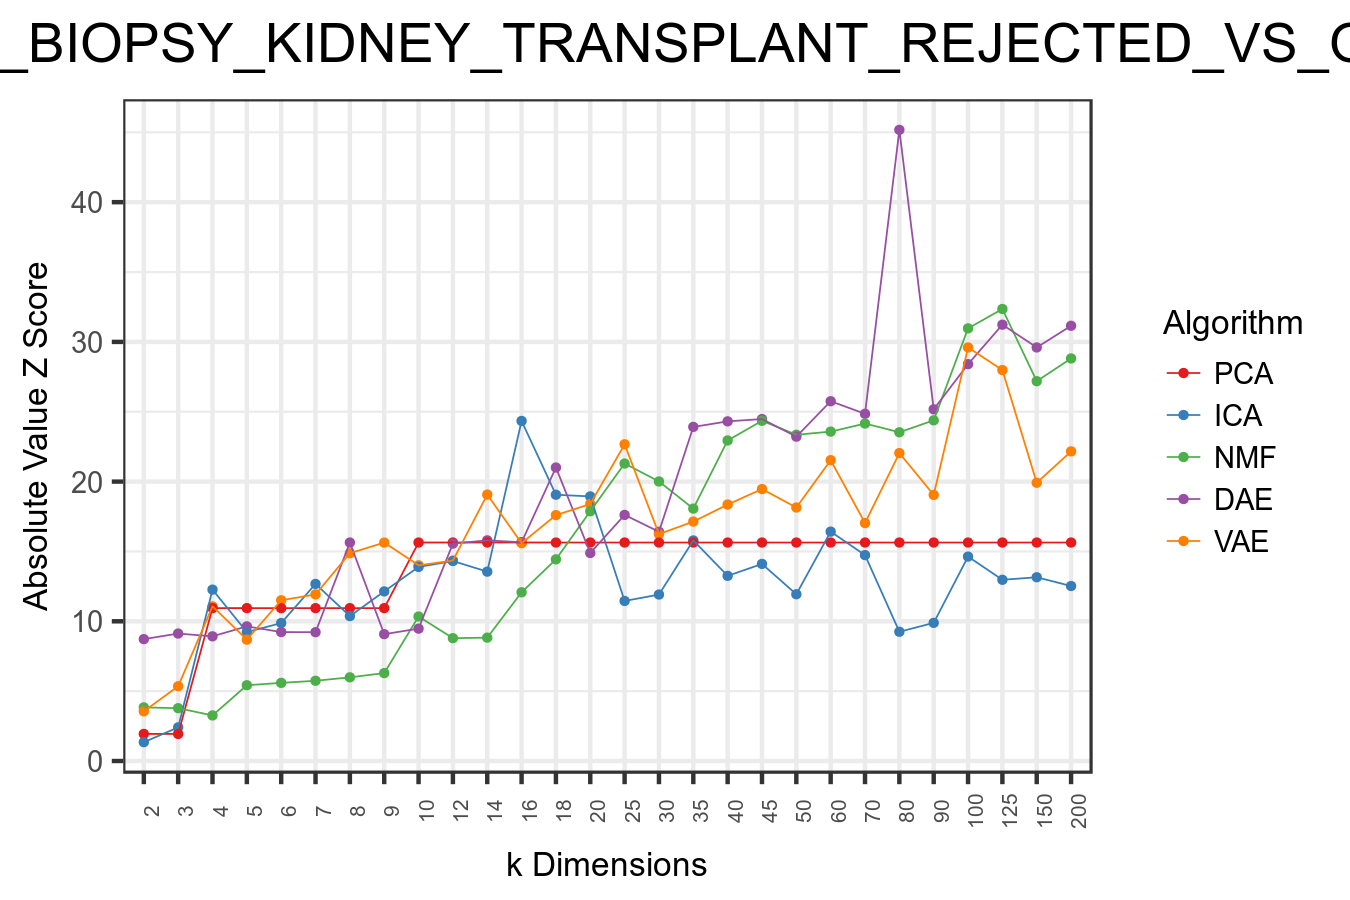 _BIOPSY_KIDNEY_TRANSPLANT_REJECTED_VS_
Absolute Value Z Score
40
30
20
10
0
2 3 4 5 6 7 8 9 10 12 14 16 18 20 25 30 35 40 45 50 60 70 80 90 100 125 150 200
k Dimensions
Algorithm
PCA
ICA
NMF
DAE
VAE